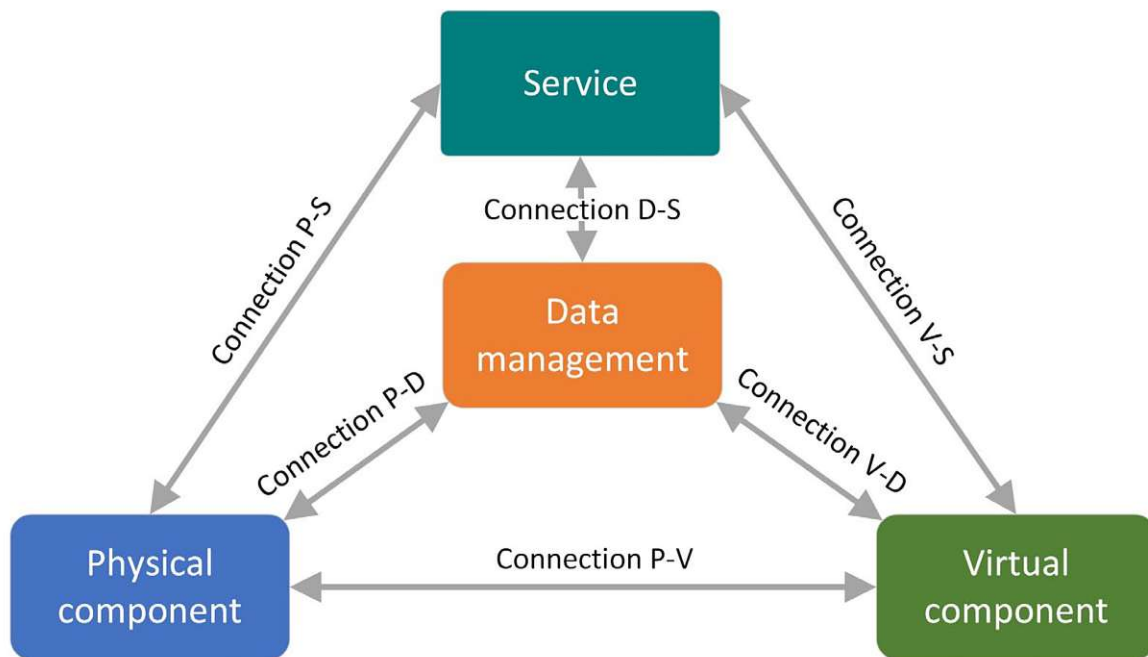 Service
Connection P-S
Connection D-S
Connection V-S
Data
management
Connection P-D
Connection V-D
Physical
component
Connection P-V
Virtual
component